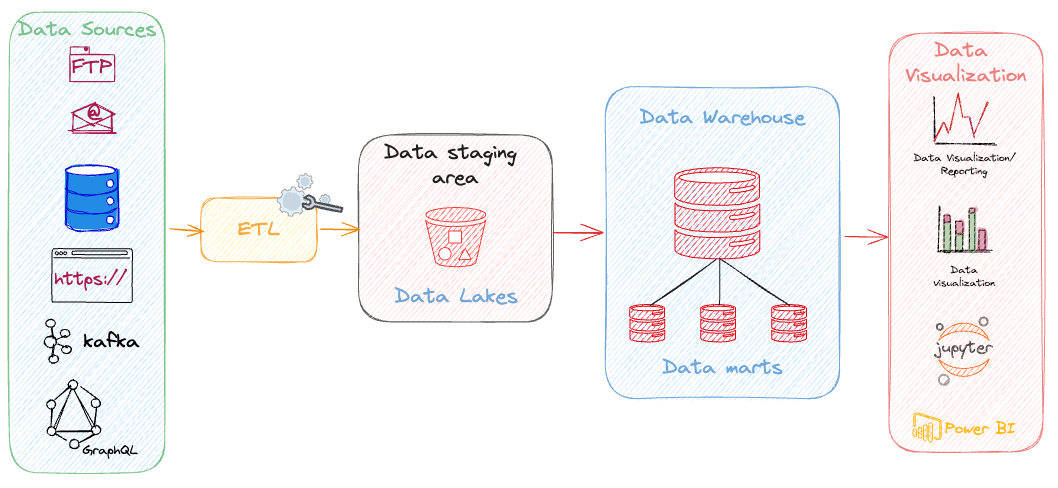 Data Sources
FTP
@
https://
kafka
GraphQL
ETL
Data staging
area
Data Lakes
Data Warehouse
Data marts
Data
Visualization
Data Visualization/
Reporting
Data
visualization
jupyter
Power BI